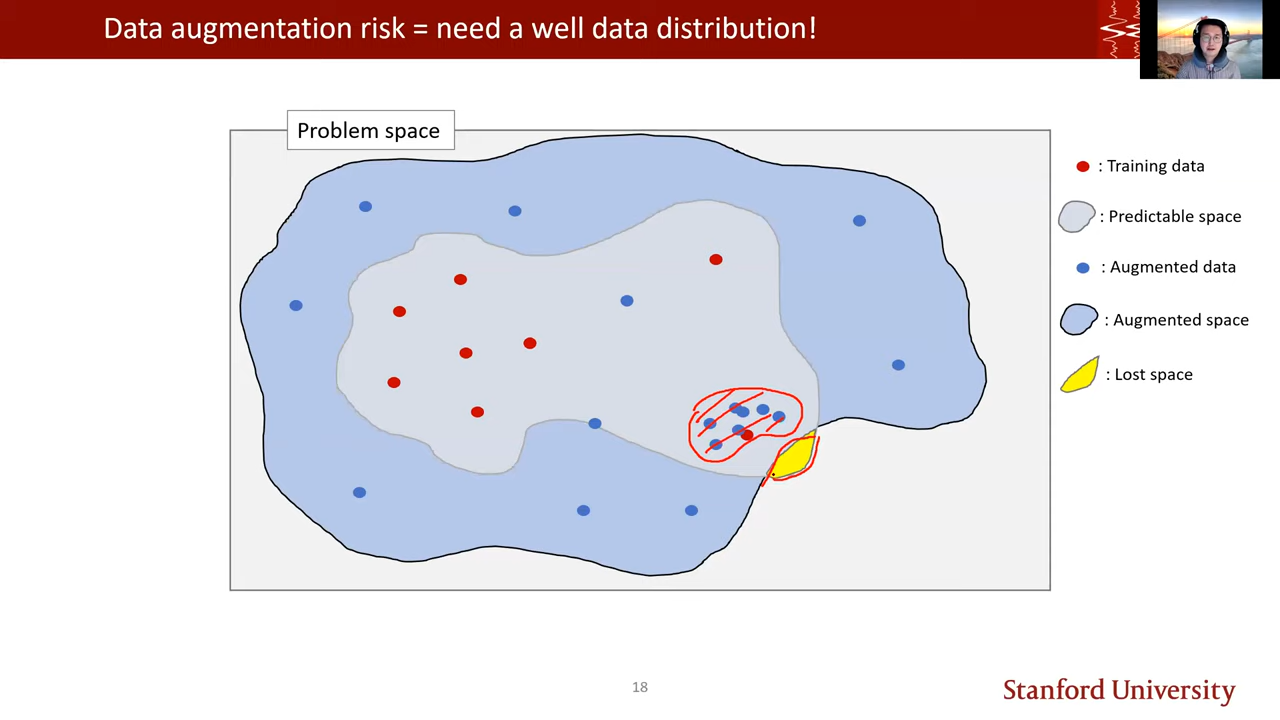 Data augmentation risk = need a well data distribution!
Problem space
: Training data
: Predictable space
: Augmented data
: Augmented space
: Lost space
18
Stanford University